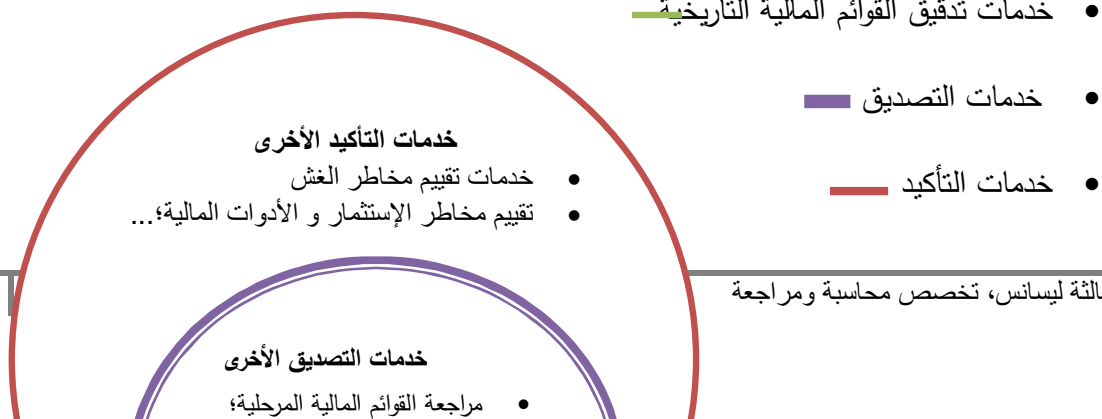 • خدمات تدقيق القوائم المالية التاريخية
• خدمات التصديق
• خدمات التأكيد
خدمات التأكيد الأخرى
• خدمات تقييم مخاطر الغش
• تقييم مخاطر الإستثمار و الأدوات المالية؛...
ليسانس، تخصص محاسبة ومراجعة
خدمات التصديق الأخرى
• مراجعة القوائم المالية المرحلية؛